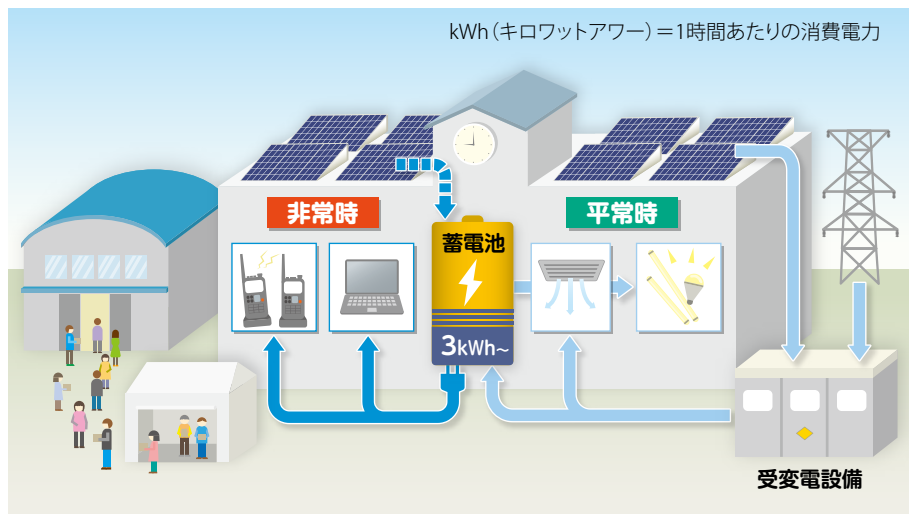 kWh（キロワットアワー）＝1時間あたりの消費電力
非常時
平常時
蓄電池
3kWh～
受変電設備